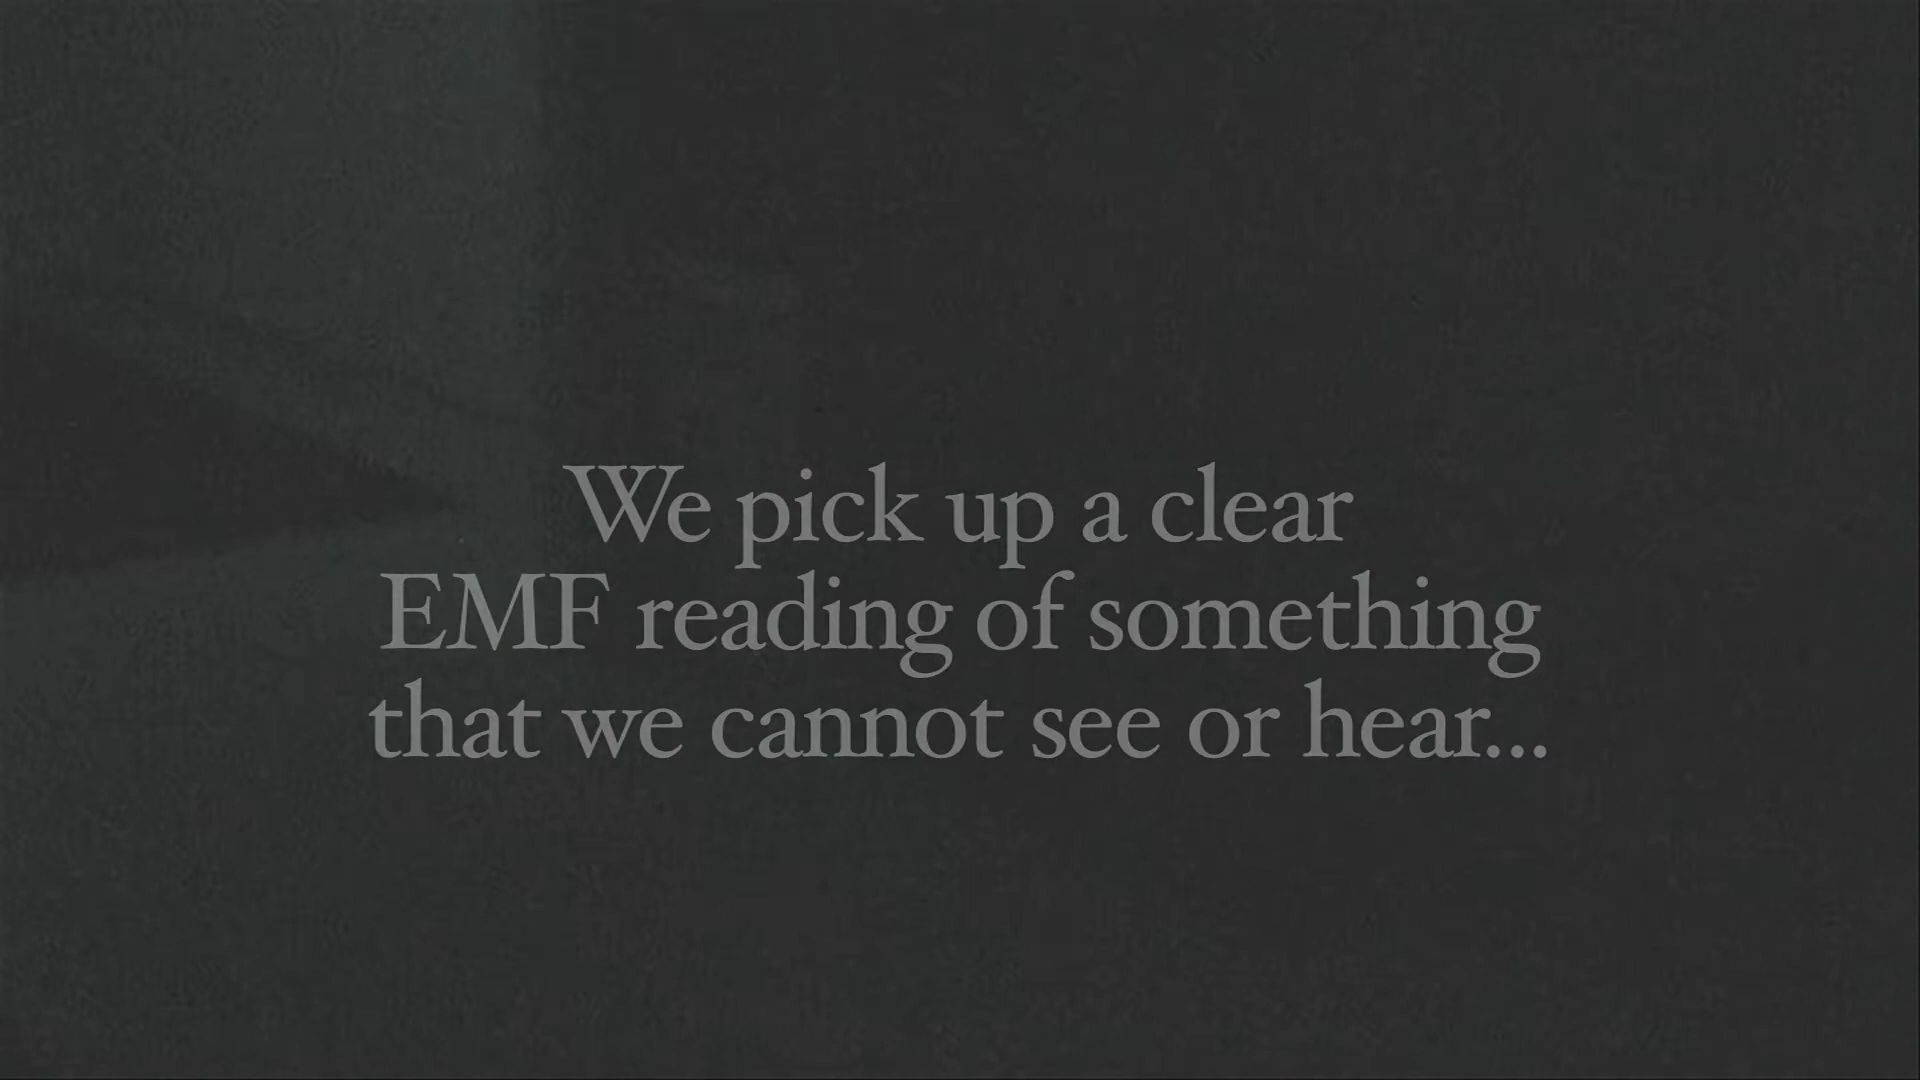 We pick up a clear
EMF reading of something
that we cannot see or hear...